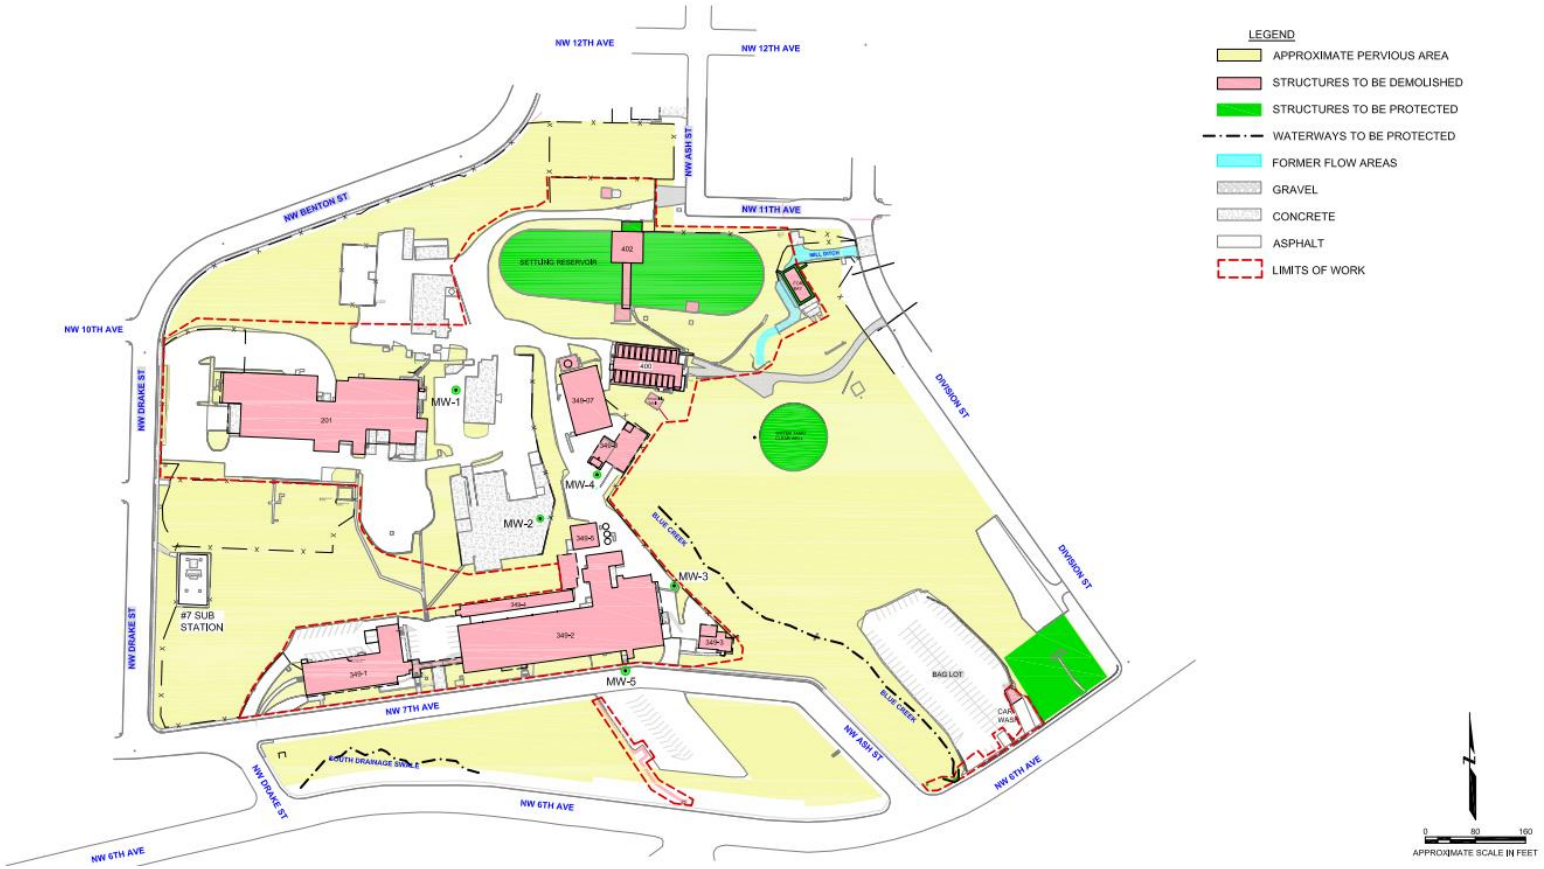 NW 12TH AVE
NW 12TH AVE
LEGEND
APPROXIMATE PERVIOUS AREA
STRUCTURES TO BE DEMOLISHED
STRUCTURES TO BE PROTECTED
WATERWAYS TO BE PROTECTED
FORMER FLOW AREAS
GRAVEL
CONCRETE
ASPHALT
LIMITS OF WORK
NW ASH ST
NW BENTON ST
NW 11TH AVE
402
SETTLING RESERVOIR
MILL DITCH
NW 10TH AVE
400
NW DRAKE ST
MW-1
349-07
DIVISION ST
201
MW-4
MW-2
BLUE CREEK
349-5
DIVISION ST
MW-3
#7 SUB
STATION
349-4
NW DRAKE ST
349-2
349-3
349-1
BAG LOT
MW-5
BLUE CREEK
NW 7TH AVE
CAR
WASH
NW ASH ST
SOUTH DRAINAGE SWALE
NW DRAKE ST
NW 6TH AVE
NW 6TH AVE
NW 6TH AVE
0 80 160
APPROXIMATE SCALE IN FEET